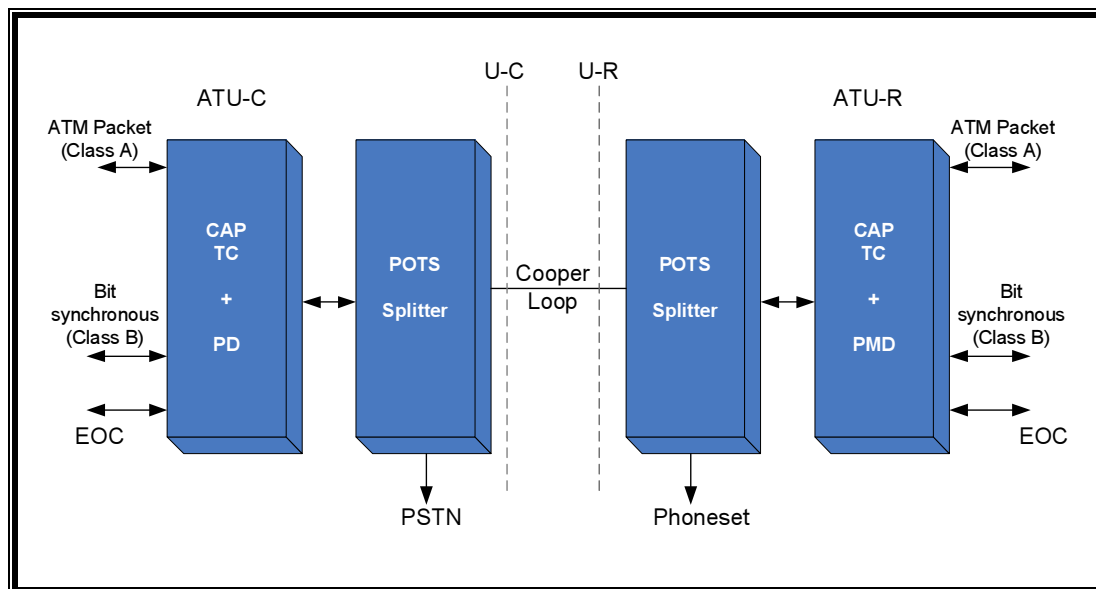 U-C
U-R
ATU-C
ATU-R
ATM Packet
(Class A)
ATM Packet
(Class A)
CAP
TC
+
PD
POTS
Splitter
Cooper
Loop
POTS
Splitter
CAP
TC
+
PMD
Bit
synchronous
(Class B)
Bit
synchronous
(Class B)
EOC
EOC
PSTN
Phoneset